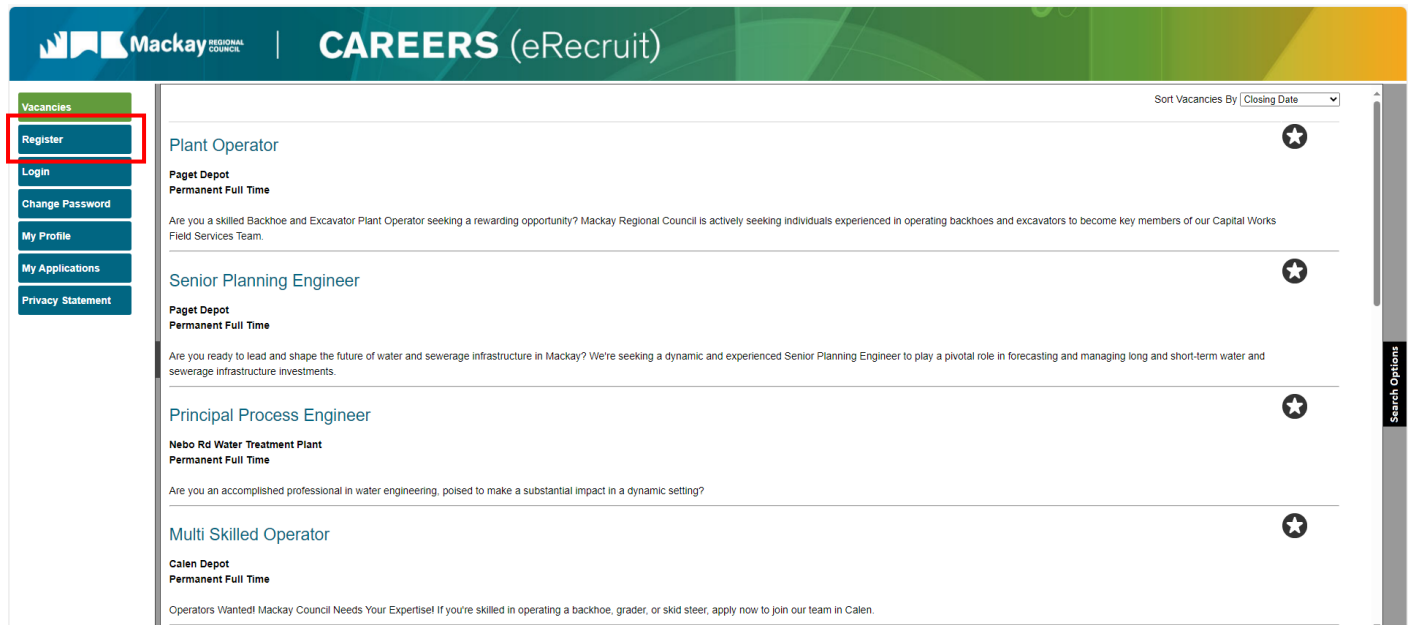 Mackay REGIONAL COUNCIL | CAREERS (eRecruit)
Vacancies
Register
Login
Change Password
My Profile
My Applications
Privacy Statement
Sort Vacancies By Closing Date
Plant Operator
Paget Depot
Permanent Full Time
Are you a skilled Backhoe and Excavator Plant Operator seeking a rewarding opportunity? Mackay Regional Council is actively seeking individuals experienced in operating backhoes and excavators to become key members of our Capital Works
Field Services Team.
Senior Planning Engineer
Paget Depot
Permanent Full Time
Are you ready to lead and shape the future of water and sewerage infrastructure in Mackay? We're seeking a dynamic and experienced Senior Planning Engineer to play a pivotal role in forecasting and managing long and short-term water and
sewerage infrastructure investments.
Principal Process Engineer
Nebo Rd Water Treatment Plant
Permanent Full Time
Are you an accomplished professional in water engineering, poised to make a substantial impact in a dynamic setting?
Multi Skilled Operator
Calen Depot
Permanent Full Time
Operators Wanted! Mackay Council Needs Your Expertise! If you're skilled in operating a backhoe, grader, or skid steer, apply now to join our team in Calen.
Search Options